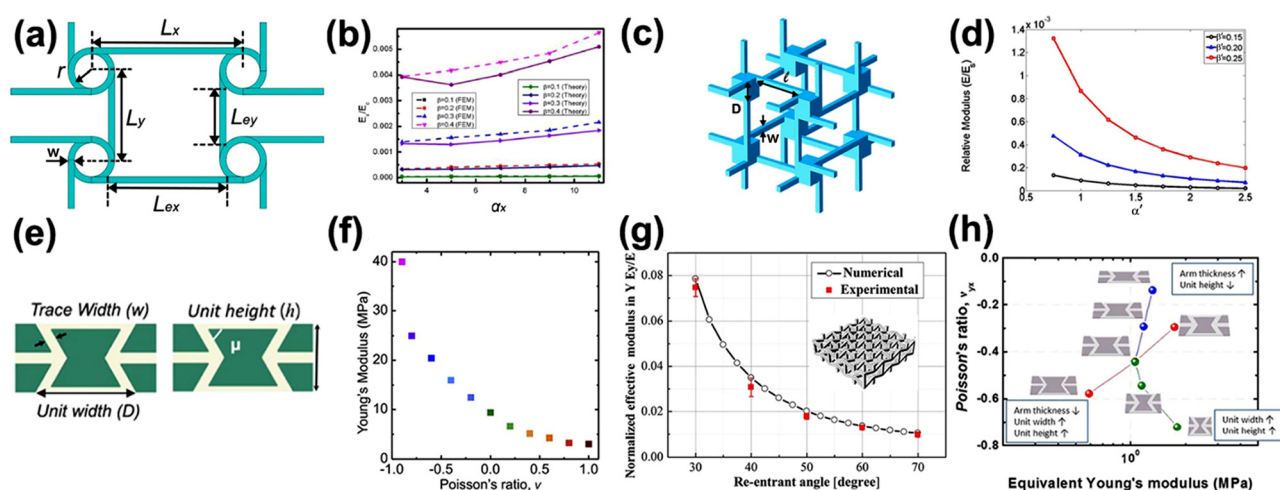 (a)
Lx
r
Ly
Ley
w
Lex
(b)
0.005
0.004
0.003
0.002
0.001
0.000
β=0.1 (FEM)
β=0.2 (FEM)
β=0.3 (FEM)
β=0.4 (FEM)
β=0.1 (Theory)
β=0.2 (Theory)
β=0.3 (Theory)
β=0.4 (Theory)
4 6 8 10
αx
(c)
ℓ
D
w
(d)
×10⁻³
1.4
1.2
1
0.8
0.6
0.4
0.2
0
Relative Modulus (E/Es)
β'=0.15
β'=0.20
β'=0.25
0.5 1 1.5 2 2.5
α'
(e)
Trace Width (w)
Unit height (h)
μ
Unit width (D)
(f)
Young's Modulus (MPa)
40
30
20
10
0
-1.0 -0.5 0.0 0.5 1.0
Poisson's ratio, v
(g)
Normalized effective modulus in Y Ey/E
0.08
0.06
0.04
0.02
0.00
Numerical
Experimental
30 40 50 60 70
Re-entrant angle [degree]
(h)
Poisson's ratio, νyx
0.0
-0.2
-0.4
-0.6
-0.8
Arm thickness ↑
Unit height ↓
Arm thickness ↓
Unit width ↑
Unit height ↑
Unit width ↑
Unit height ↑
10⁰
Equivalent Young's modulus (MPa)